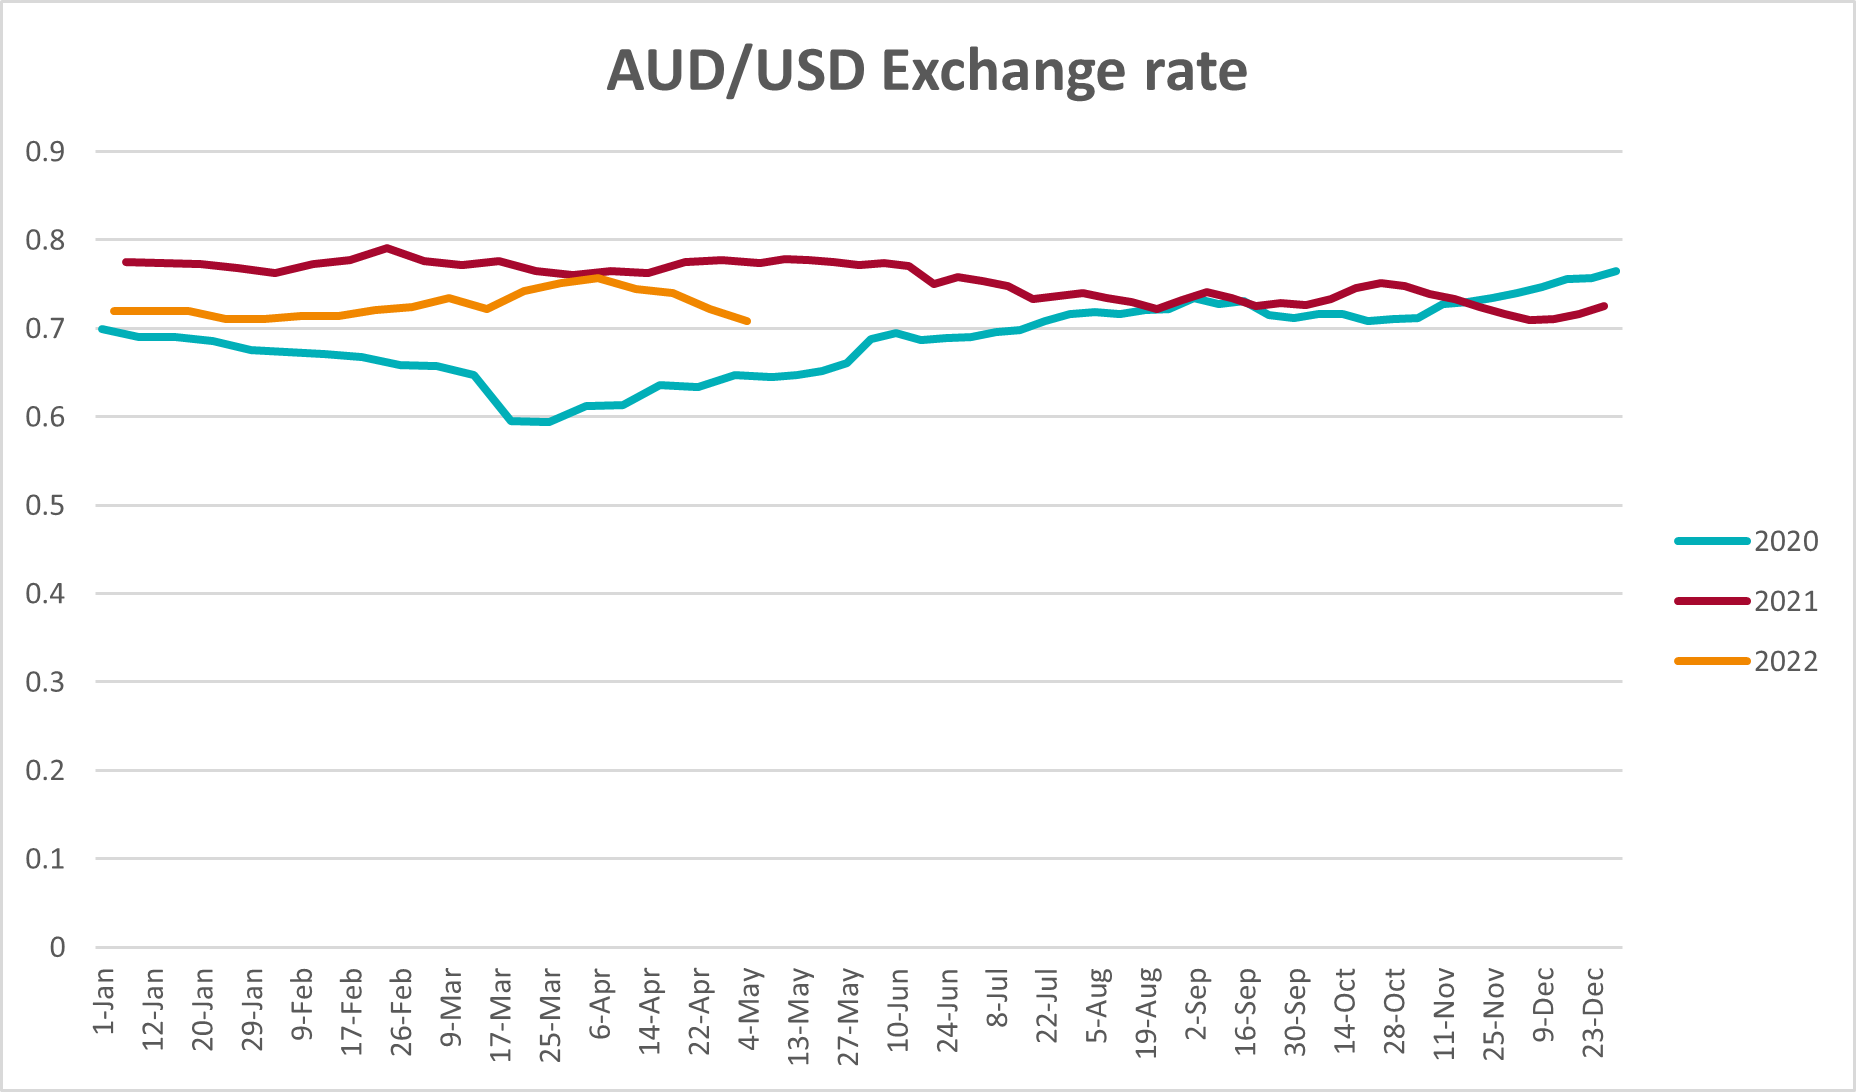 AUD/USD Exchange rate
0.9
0.8
0.7
0.6
0.5
0.4
0.3
0.2
0.1
0
1-Jan
12-Jan
20-Jan
29-Jan
9-Feb
17-Feb
26-Feb
9-Mar
17-Mar
25-Mar
6-Apr
14-Apr
22-Apr
4-May
13-May
27-May
10-Jun
24-Jun
8-Jul
22-Jul
5-Aug
19-Aug
2-Sep
16-Sep
30-Sep
14-Oct
28-Oct
11-Nov
25-Nov
9-Dec
23-Dec
2020
2021
2022